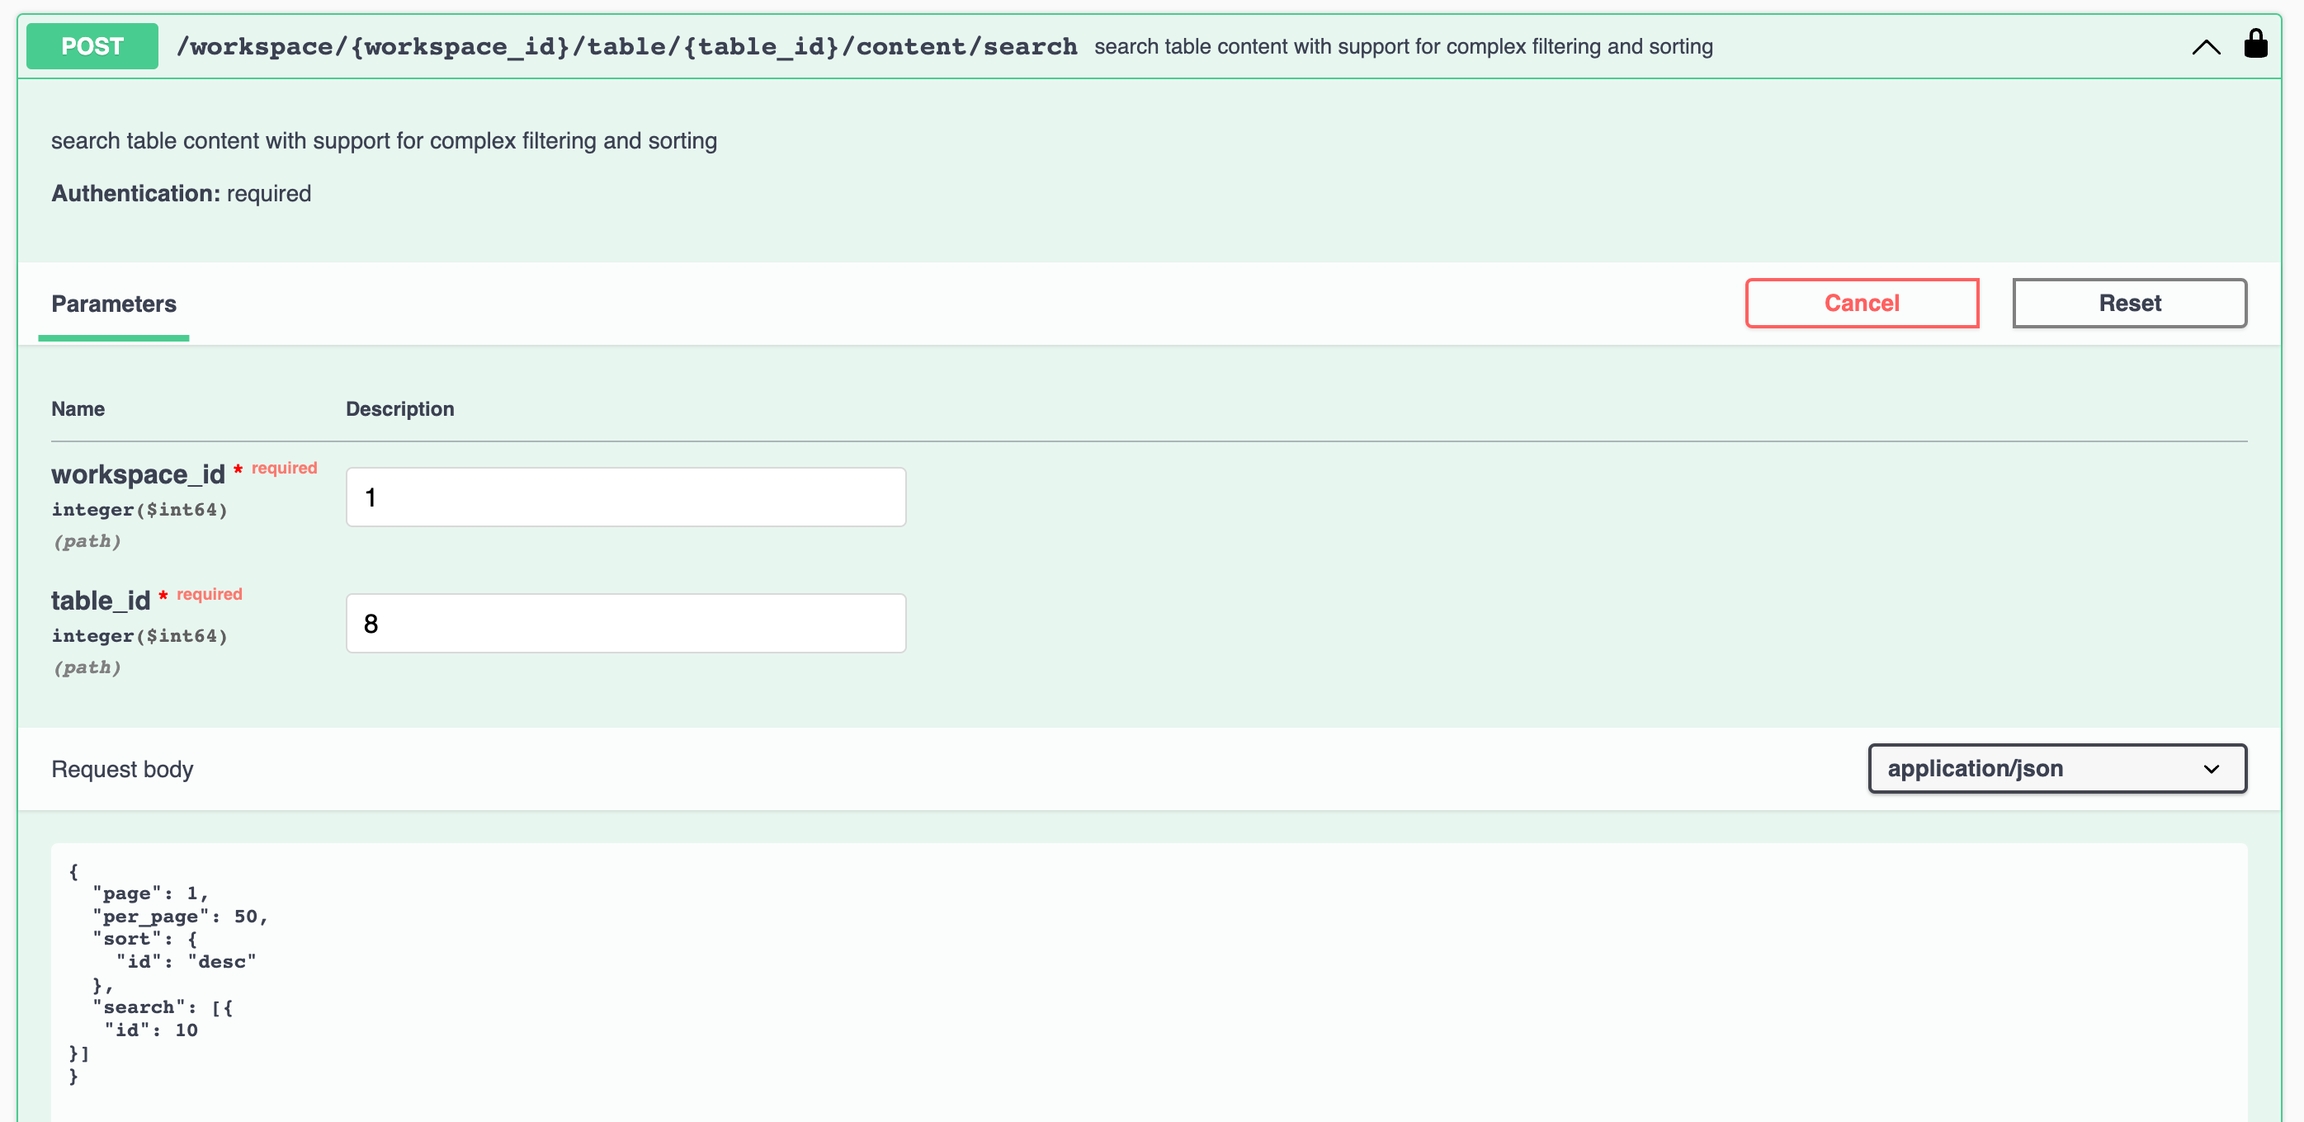 POST /workspace/{workspace_id}/table/{table_id}/content/search search table content with support for complex filtering and sorting
search table content with support for complex filtering and sorting
Authentication: required
Parameters
Cancel
Reset
Name Description
workspace_id * required
integer($int64)
(path)
1
table_id * required
integer($int64)
(path)
8
Request body
application/json
{
  "page": 1,
  "per_page": 50,
  "sort": {
    "id": "desc"
  },
  "search": [{
   "id": 10
}]
}